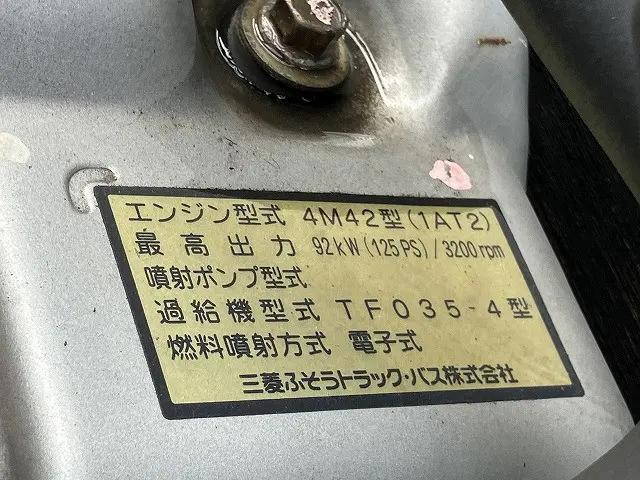 エンジン型式 4M42型(1AT2)
最高出力 92kW(125PS)/3200rpm
噴射ポンプ型式
過給機型式 TF035-4型
燃料噴射方式 電子式
三菱ふそうトラック・バス株式会社